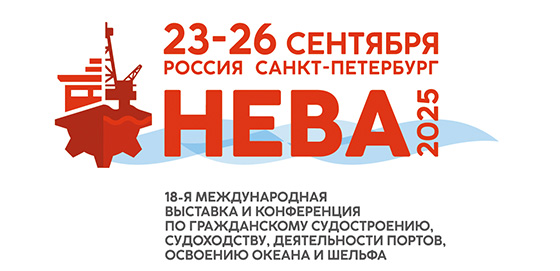 23-26 СЕНТЯБРЯ
РОССИЯ САНКТ-ПЕТЕРБУРГ
НЕВА 2025
18-Я МЕЖДУНАРОДНАЯ
ВЫСТАВКА И КОНФЕРЕНЦИЯ
ПО ГРАЖДАНСКОМУ СУДОСТРОЕНИЮ,
СУДОХОДСТВУ, ДЕЯТЕЛЬНОСТИ ПОРТОВ,
ОСВОЕНИЮ ОКЕАНА И ШЕЛЬФА